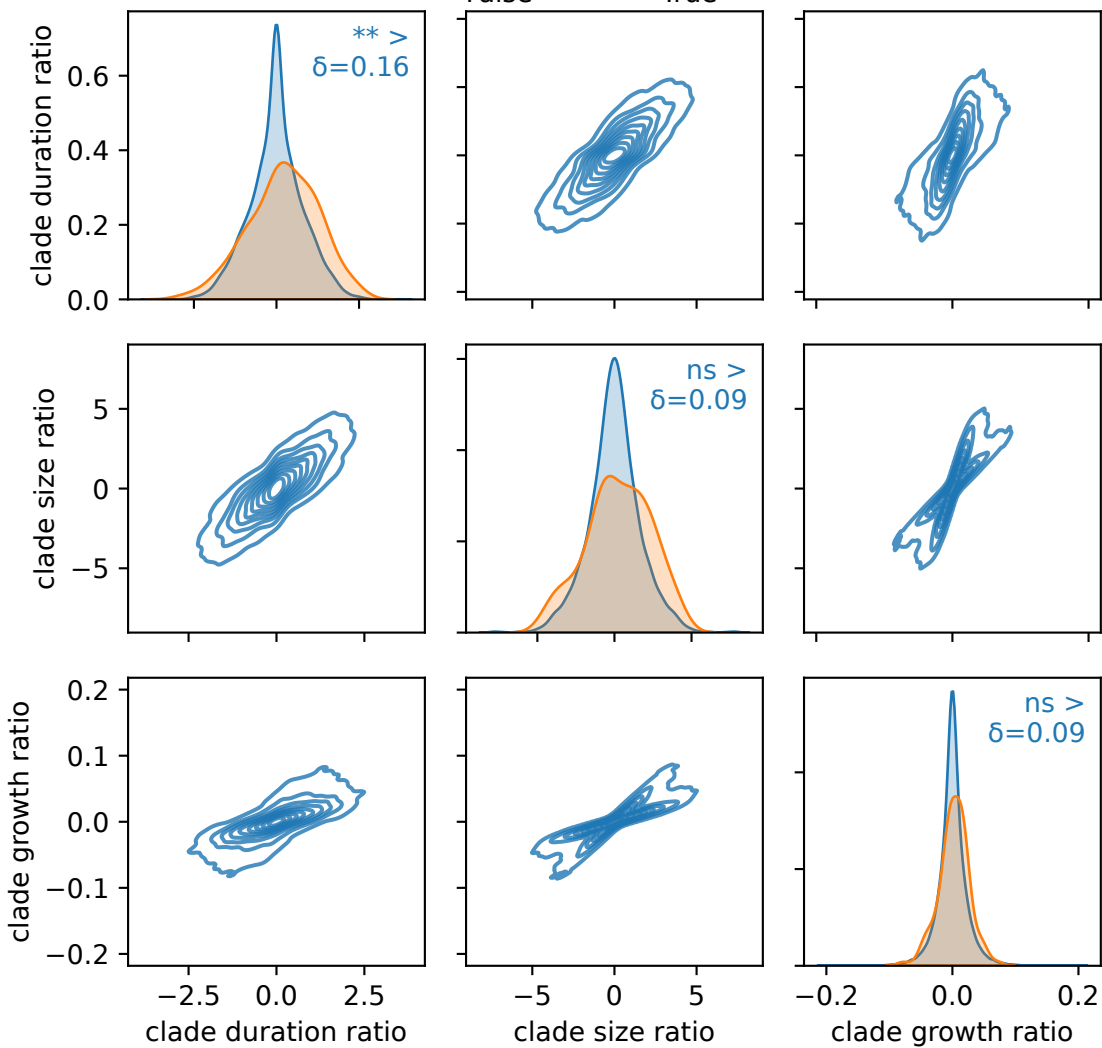 False True
clade duration ratio
0.6
0.4
0.2
0.0
** >
δ=0.16
clade size ratio
5
0
−5
ns >
δ=0.09
clade growth ratio
0.2
0.1
0.0
−0.1
−0.2
ns >
δ=0.09
−2.5 0.0 2.5
−5 0 5
−0.2 0.0 0.2
clade duration ratio
clade size ratio
clade growth ratio